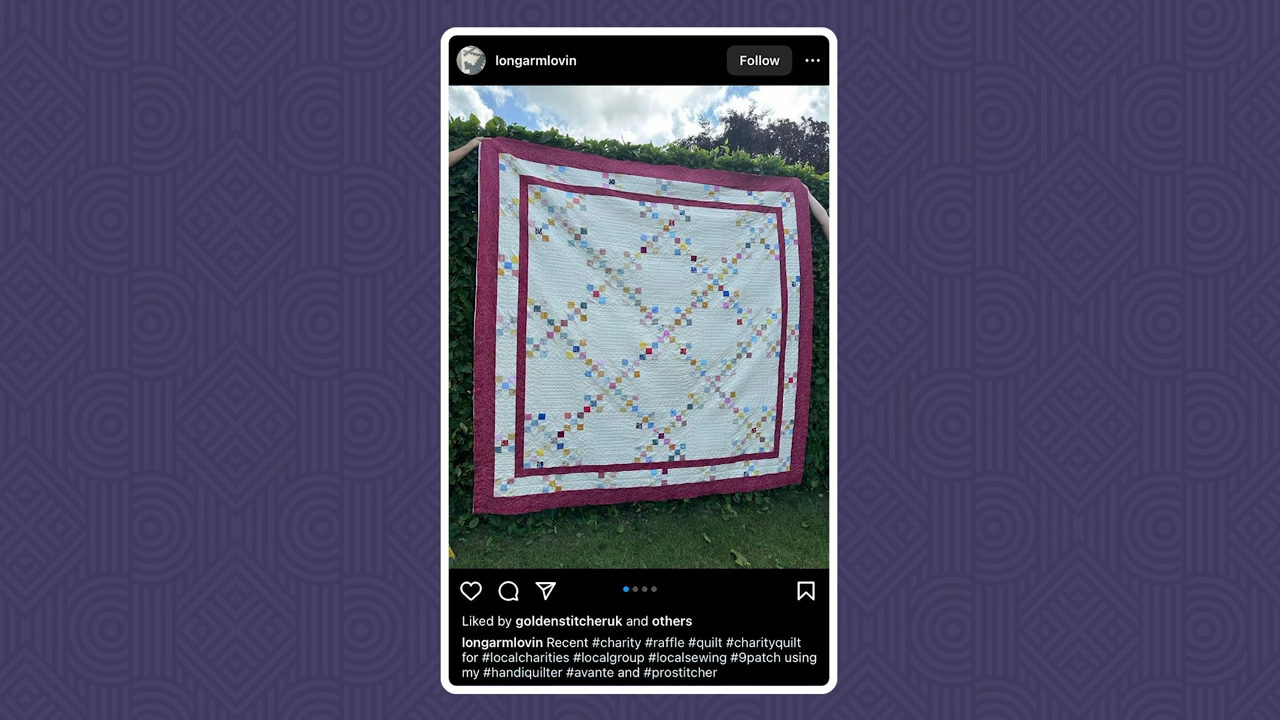 longarmlovin
Follow
Liked by goldenstitcheruk and others
longarmlovin Recent #charity #raffle #quilt #charityquilt
for #localcharities #localgroup #localsewing #9patch using
my #handiquilter #avante and #prostitcher